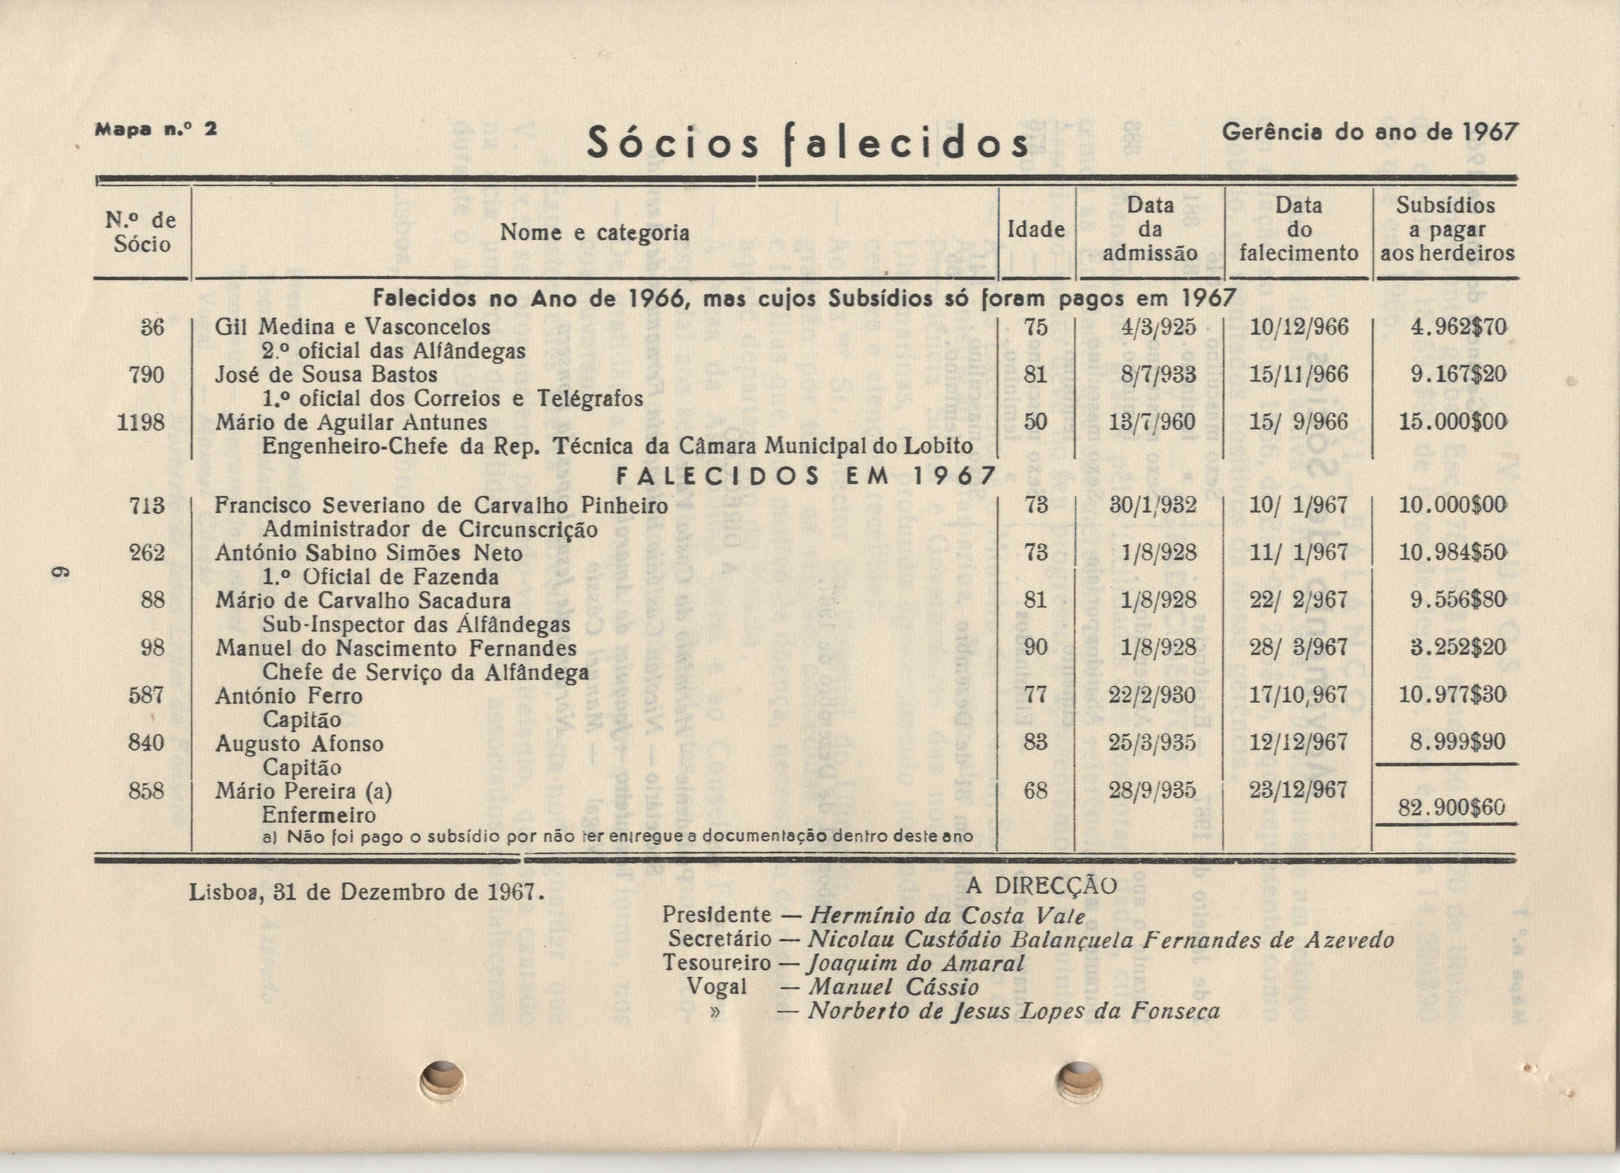 Mapa n.º 2
Sócios falecidos
Gerência do ano de 1967
N.º de Sócio
Nome e categoria
Idade
Data da admissão
Data do falecimento
Subsídios a pagar aos herdeiros
Falecidos no Ano de 1966, mas cujos Subsídios só foram pagos em 1967
36 Gil Medina e Vasconcelos 75 4/3/925 10/12/966 4.962$70
2.º oficial das Alfândegas
790 José de Sousa Bastos 81 8/7/933 15/11/966 9.167$20
1.º oficial dos Correios e Telégrafos
1198 Mário de Aguilar Antunes 50 13/7/960 15/ 9/966 15.000$00
Engenheiro-Chefe da Rep. Técnica da Câmara Municipal do Lobito
FALECIDOS EM 1967
713 Francisco Severiano de Carvalho Pinheiro 73 30/1/932 10/ 1/967 10.000$00
Administrador de Circunscrição
262 António Sabino Simões Neto 73 1/8/928 11/ 1/967 10.984$50
1.º Oficial de Fazenda
88 Mário de Carvalho Sacadura 81 1/8/928 22/ 2/967 9.556$80
Sub-Inspector das Álfândegas
98 Manuel do Nascimento Fernandes 90 1/8/928 28/ 3/967 3.252$20
Chefe de Serviço da Alfândega
587 António Ferro 77 22/2/930 17/10/967 10.977$30
Capitão
840 Augusto Afonso 83 25/3/935 12/12/967 8.999$90
Capitão
858 Mário Pereira (a) 68 28/9/935 23/12/967
Enfermeiro
82.900$60
a) Não foi pago o subsídio por não ter entregue a documentação dentro deste ano
9
Lisboa, 31 de Dezembro de 1967.
A DIRECÇÃO
Presidente — Hermínio da Costa Vale
Secretário — Nicolau Custódio Balançuela Fernandes de Azevedo
Tesoureiro — Joaquim do Amaral
Vogal — Manuel Cássio
» — Norberto de Jesus Lopes da Fonseca